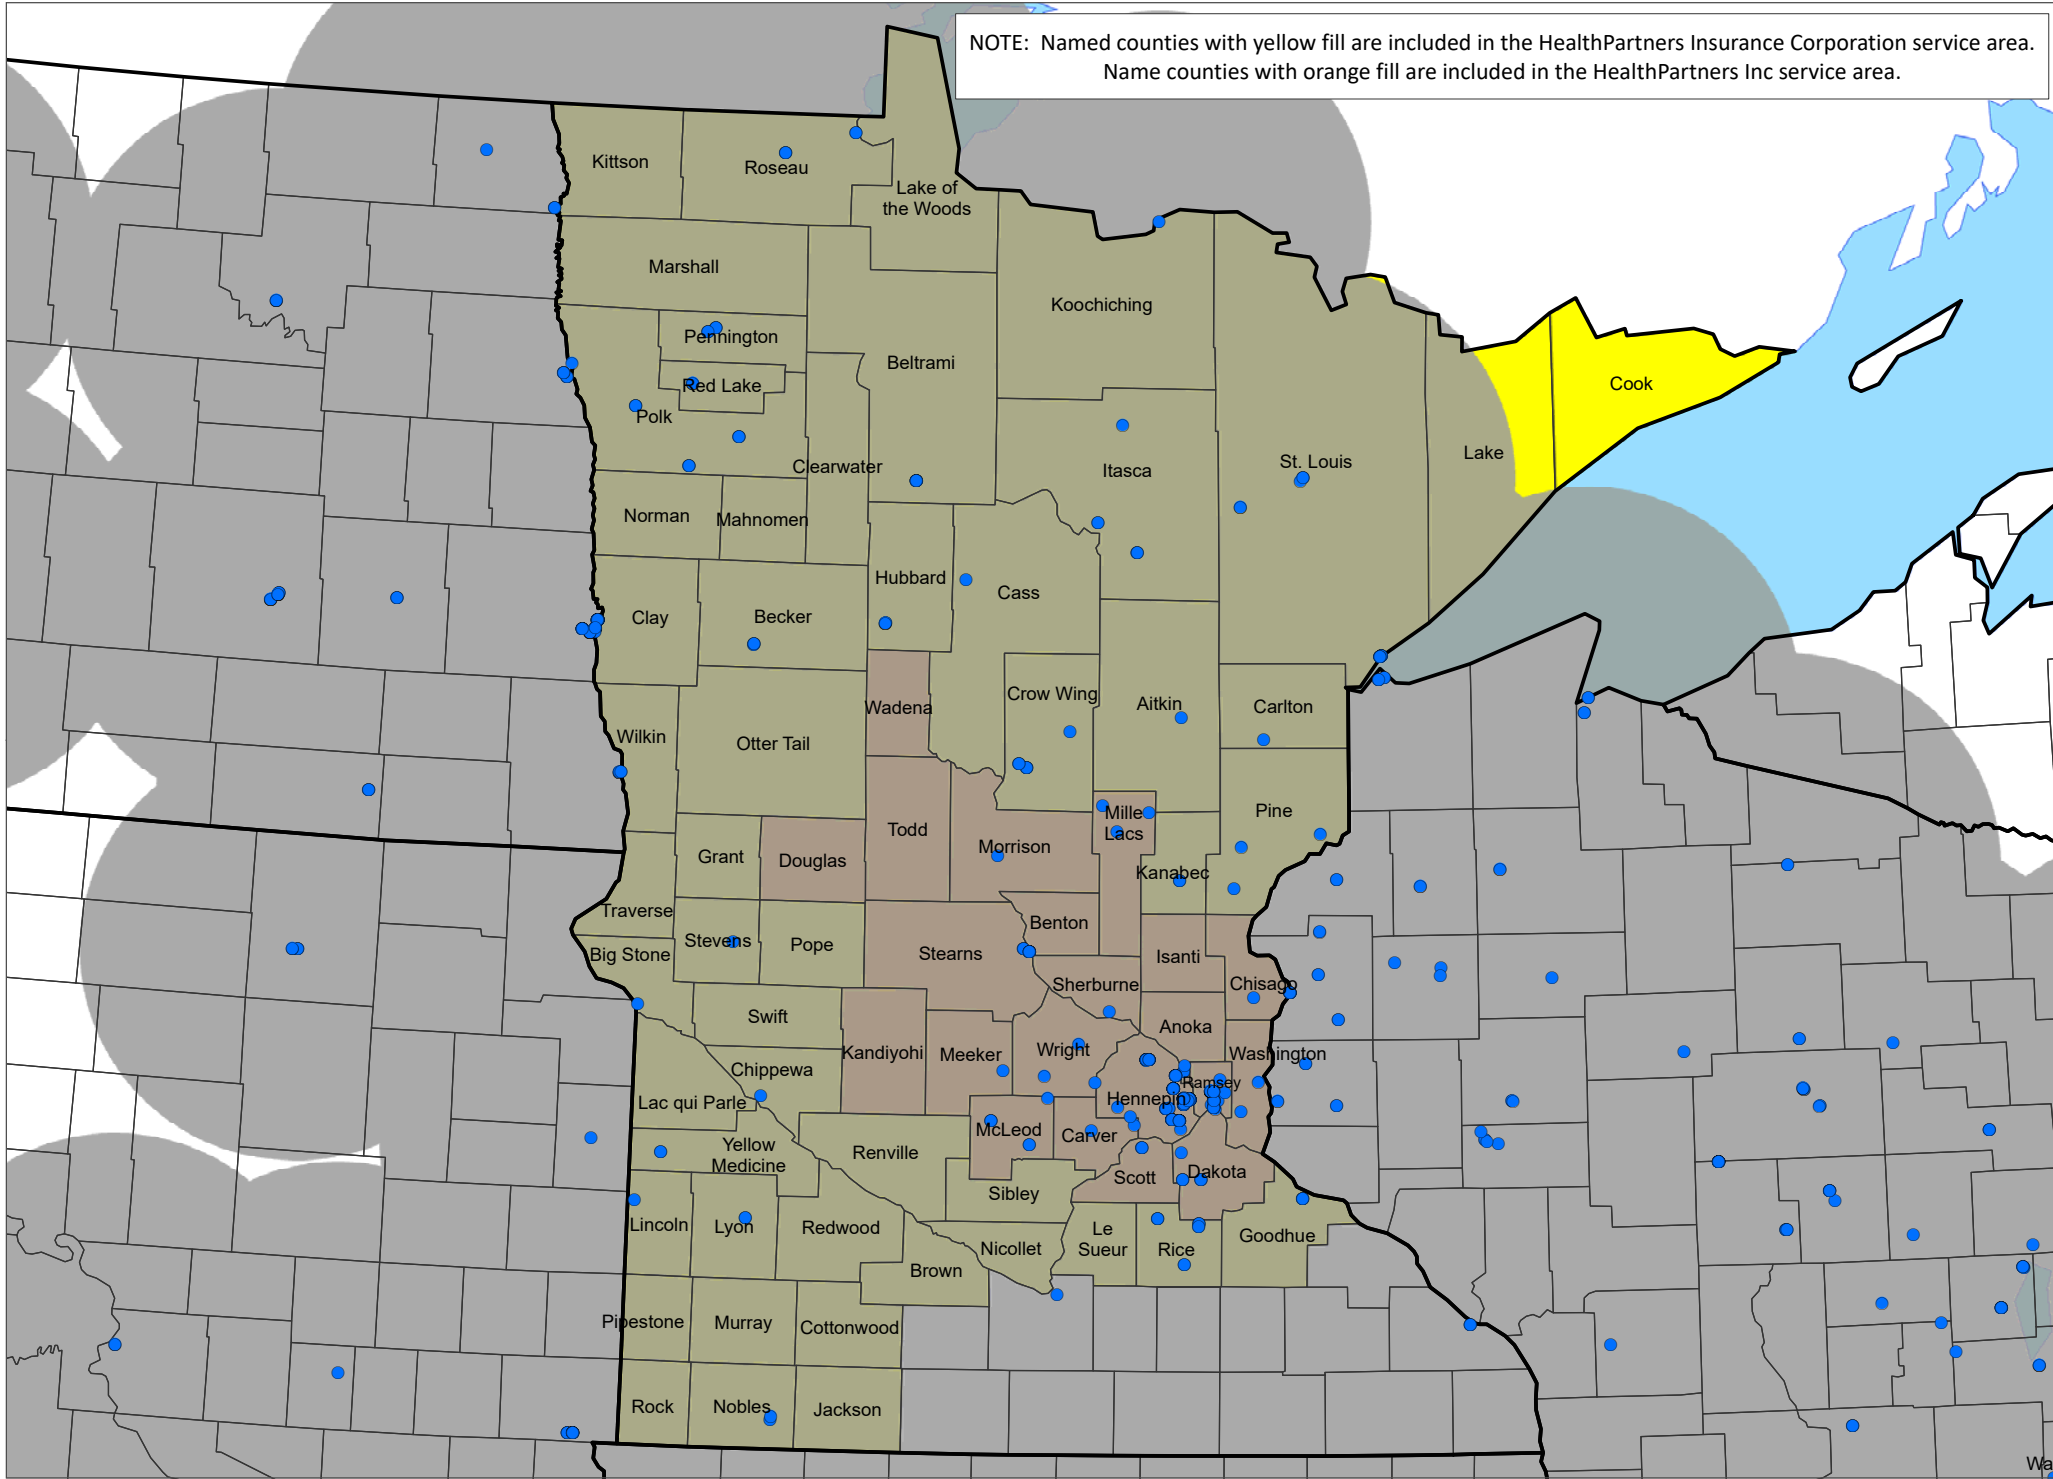 NOTE:  Named counties with yellow fill are included in the HealthPartners Insurance Corporation service area.
Name counties with orange fill are included in the HealthPartners Inc service area.
Kittson
Roseau
Lake of
the Woods
Marshall
Koochiching
Pennington
Beltrami
Red Lake
Cook
Polk
Lake
Clearwater
Itasca
St. Louis
Norman
Mahnomen
Hubbard
Cass
Clay
Becker
Crow Wing
Wadena
Aitkin
Carlton
Wilkin
Otter Tail
Mille
Lacs
Pine
Todd
Morrison
Grant
Douglas
Kanabec
Traverse
Benton
Stevens
Pope
Big Stone
Stearns
Isanti
Sherburne
Chisago
Swift
Anoka
Kandiyohi
Meeker
Wright
Washington
Chippewa
Ramsey
Lac qui Parle
Hennepin
McLeod
Carver
Yellow
Medicine
Renville
Scott
Dakota
Sibley
Lincoln
Lyon
Redwood
Le
Sueur
Rice
Goodhue
Nicollet
Brown
Pipestone
Murray
Cottonwood
Rock
Nobles
Jackson
Wa